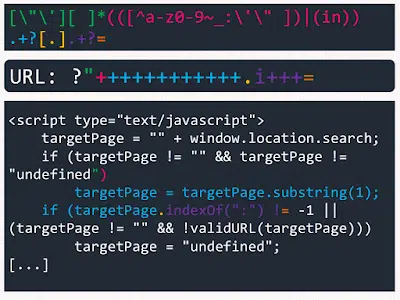 [\"\'][ ]*(([^a-z0-9~_:\'\" ])|(in))
.+?[.].+?=
URL: ?"++++++++++++.i+++=
<script type="text/javascript">
targetPage = "" + window.location.search;
if (targetPage != "" && targetPage !=
"undefined")
targetPage = targetPage.substring(1);
if (targetPage.indexOf(":") != -1 ||
(targetPage != "" && !validURL(targetPage)))
targetPage = "undefined";
[...]